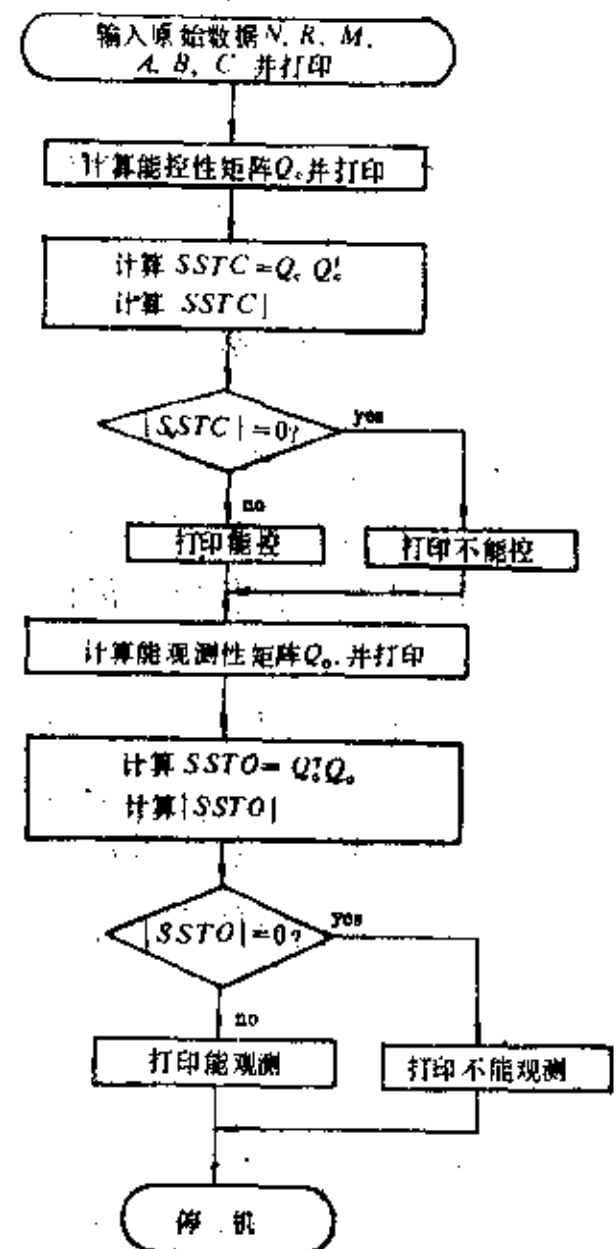 输入原始数据N. R. M.
A. B、C 并打印
计算能控性矩阵Qc并打印
计算 SSTC=Qc Qcᵀ
计算 SSTC|
|SSTC|=0?
yes
no
打印能控
打印不能控
计算能观测性矩阵Qo.并打印
计算 SSTO=QoᵀQo
计算|SSTO|
|SSTO|=0?
yes
no
打印能观测
打印不能观测
停 机